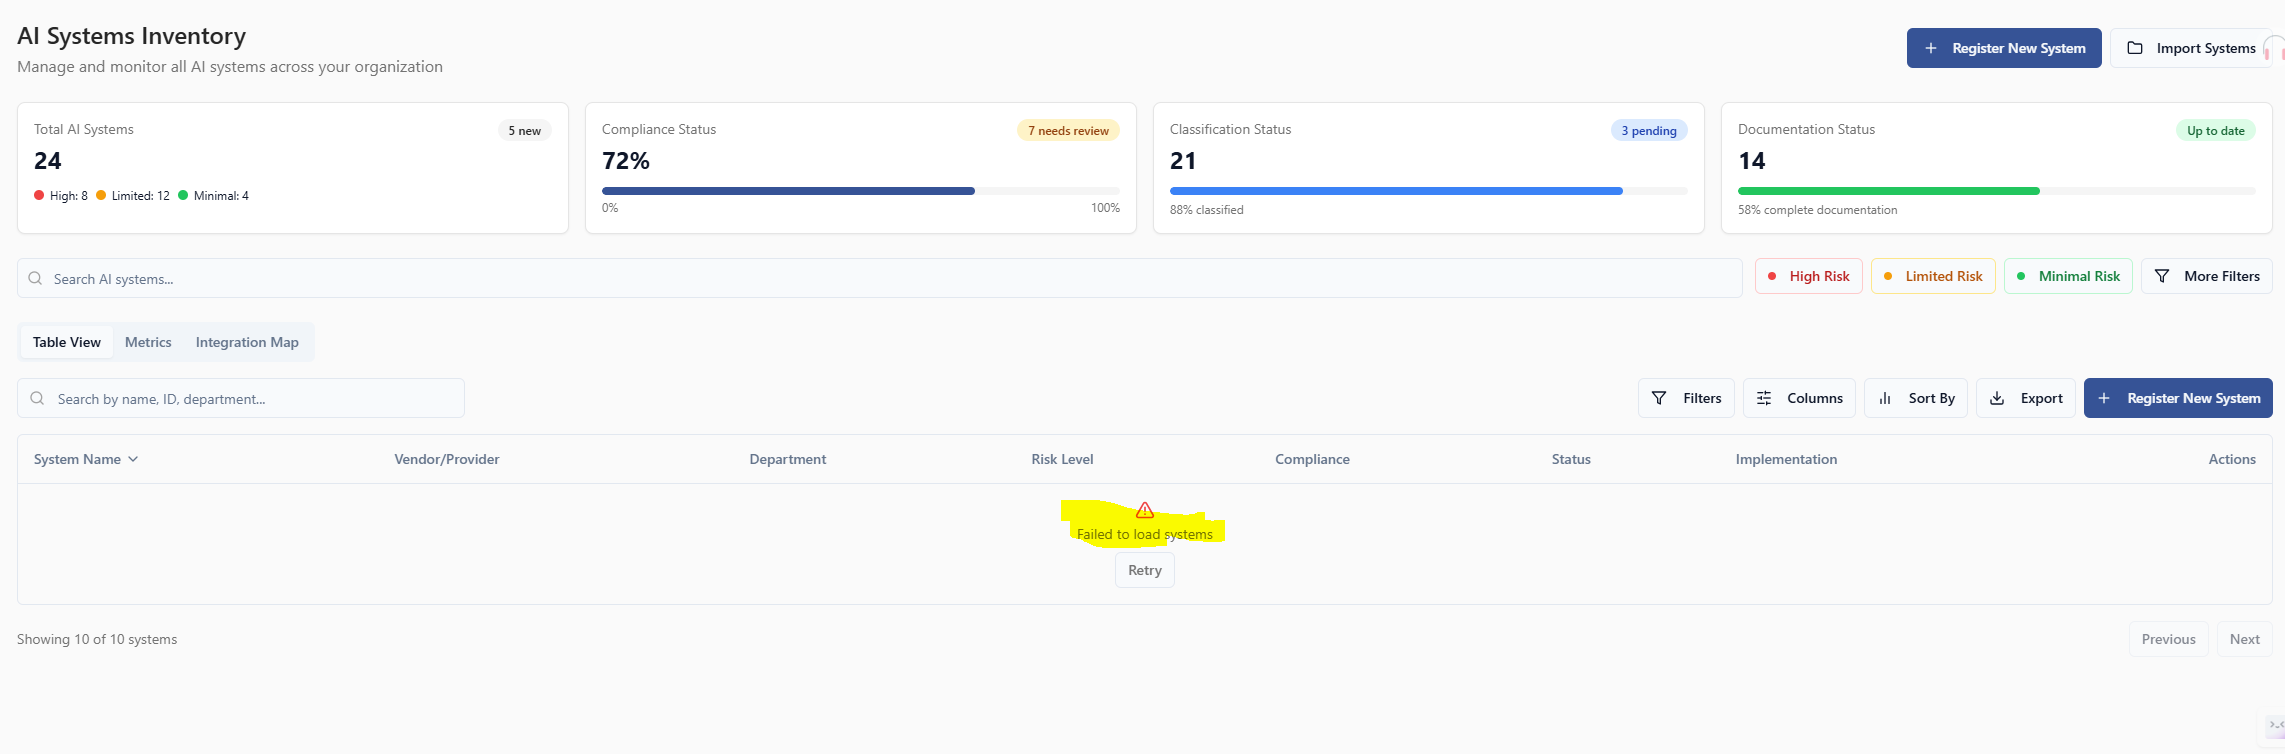 AI Systems Inventory
Manage and monitor all AI systems across your organization
Register New System
Import Systems
Total AI Systems
5 new
24
High: 8
Limited: 12
Minimal: 4
Compliance Status
7 needs review
72%
0%
100%
Classification Status
3 pending
21
88% classified
Documentation Status
Up to date
14
58% complete documentation
Search AI systems...
High Risk
Limited Risk
Minimal Risk
More Filters
Table View
Metrics
Integration Map
Search by name, ID, department...
Filters
Columns
Sort By
Export
Register New System
System Name
Vendor/Provider
Department
Risk Level
Compliance
Status
Implementation
Actions
Failed to load systems
Retry
Showing 10 of 10 systems
Previous
Next